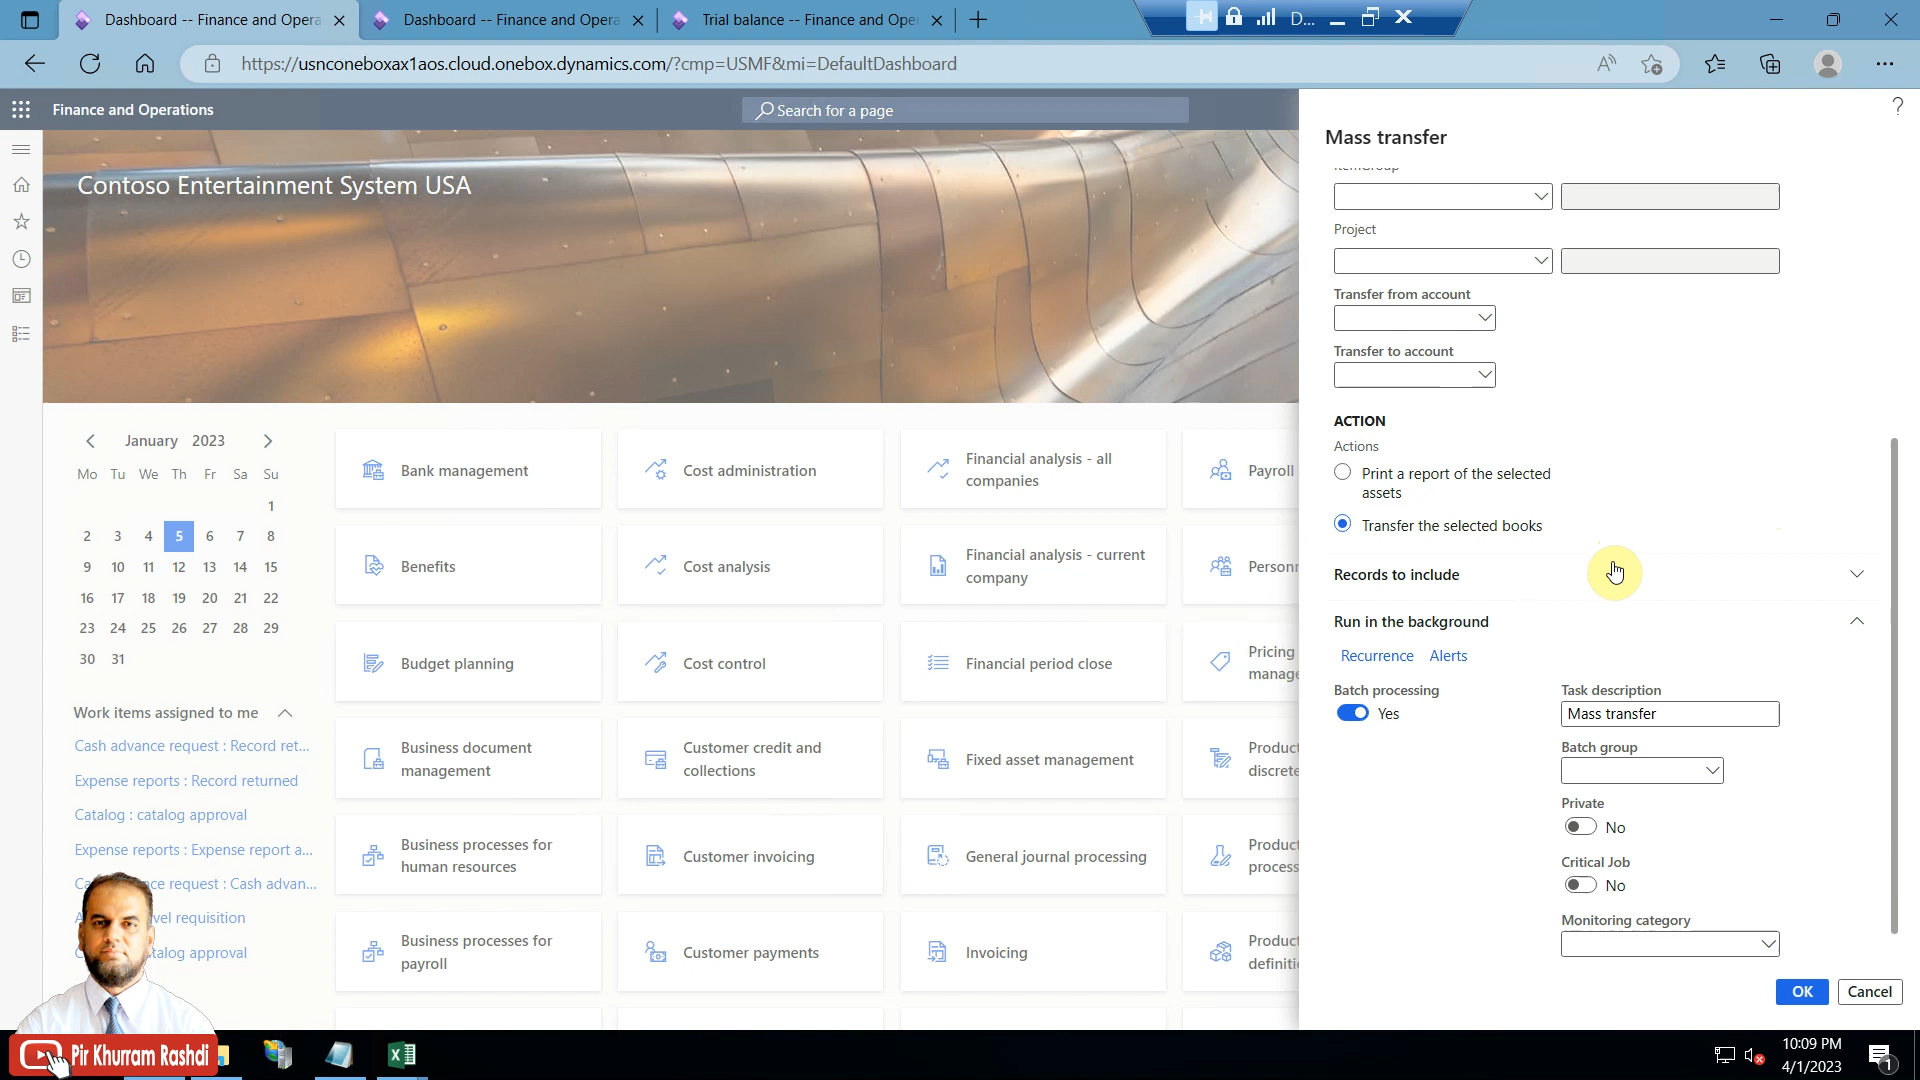 Dashboard -- Finance and Opera
Dashboard -- Finance and Opera
Trial balance -- Finance and Ope
D...
https://usnconeboxax1aos.cloud.onebox.dynamics.com/?cmp=USMF&mi=DefaultDashboard
Finance and Operations
Search for a page
?
Contoso Entertainment System USA
January 2023
Mo Tu We Th Fr Sa Su
1
2 3 4 5 6 7 8
9 10 11 12 13 14 15
16 17 18 19 20 21 22
23 24 25 26 27 28 29
30 31
Work items assigned to me
Cash advance request : Record ret...
Expense reports : Record returned
Catalog : catalog approval
Expense reports : Expense report a...
ce request : Cash advan...
vel requisition
talog approval
Bank management
Cost administration
Financial analysis - all
companies
Payroll
Benefits
Cost analysis
Financial analysis - current
company
Person
Budget planning
Cost control
Financial period close
Pricing
manage
Business document
management
Customer credit and
collections
Fixed asset management
Product
discrete
Business processes for
human resources
Customer invoicing
General journal processing
Product
process
Business processes for
payroll
Customer payments
Invoicing
Product
definiti
Mass transfer
ItemGroup
Project
Transfer from account
Transfer to account
ACTION
Actions
Print a report of the selected
assets
Transfer the selected books
Records to include
Run in the background
Recurrence Alerts
Batch processing
Yes
Task description
Mass transfer
Batch group
Private
No
Critical Job
No
Monitoring category
OK
Cancel
Pir Khurram Rashdi
10:09 PM
4/1/2023
1